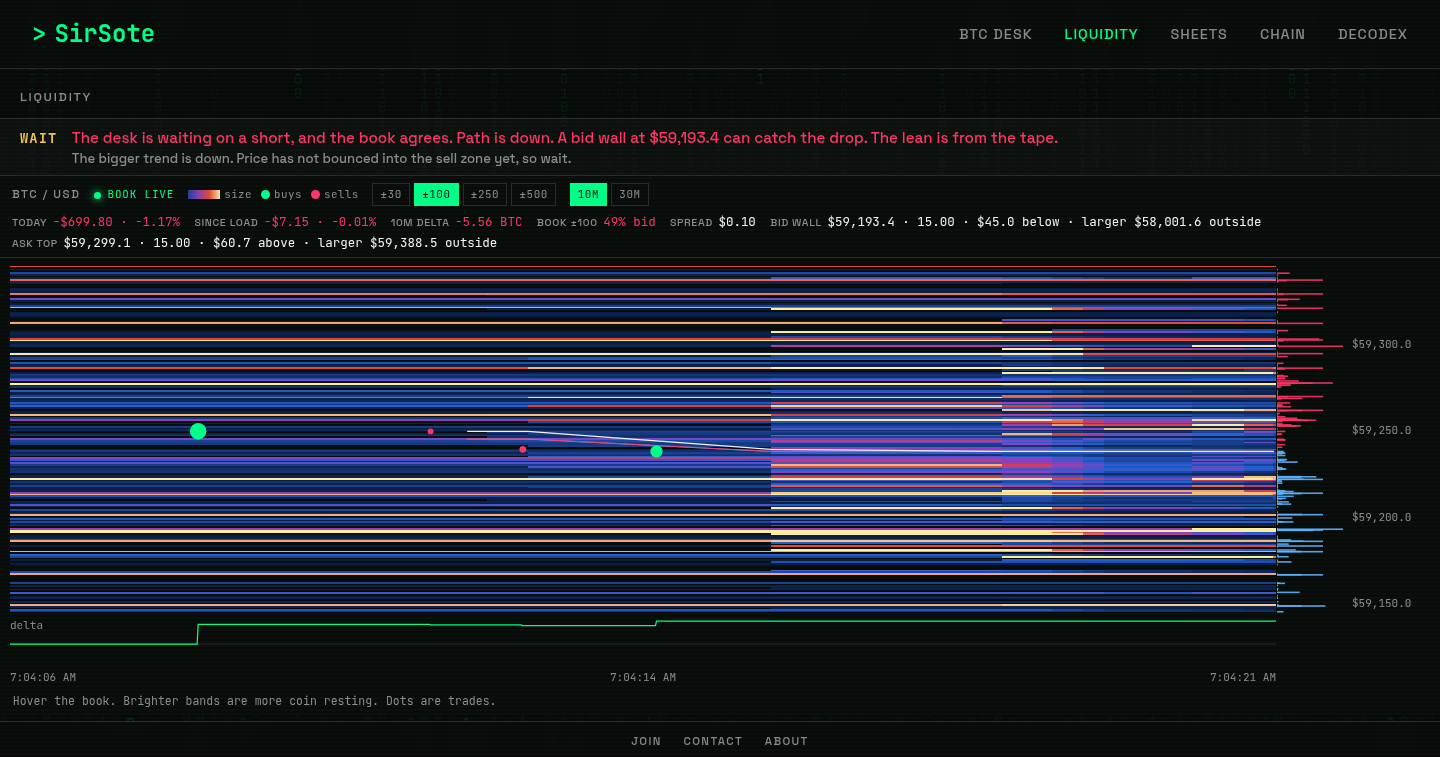 > SirSote
BTC DESK LIQUIDITY SHEETS CHAIN DECODEX
LIQUIDITY
WAIT The desk is waiting on a short, and the book agrees. Path is down. A bid wall at $59,193.4 can catch the drop. The lean is from the tape.
The bigger trend is down. Price has not bounced into the sell zone yet, so wait.
BTC / USD BOOK LIVE size buys sells ±30 ±100 ±250 ±500 10M 30M
TODAY -$699.80 · -1.17% SINCE LOAD -$7.15 · -0.01% 10M DELTA -5.56 BTC BOOK ±100 49% bid SPREAD $0.10 BID WALL $59,193.4 · 15.00 · $45.0 below · larger $58,001.6 outside
ASK TOP $59,299.1 · 15.00 · $60.7 above · larger $59,388.5 outside
$59,300.0
$59,250.0
$59,200.0
$59,150.0
delta
7:04:06 AM 7:04:14 AM 7:04:21 AM
Hover the book. Brighter bands are more coin resting. Dots are trades.
JOIN CONTACT ABOUT